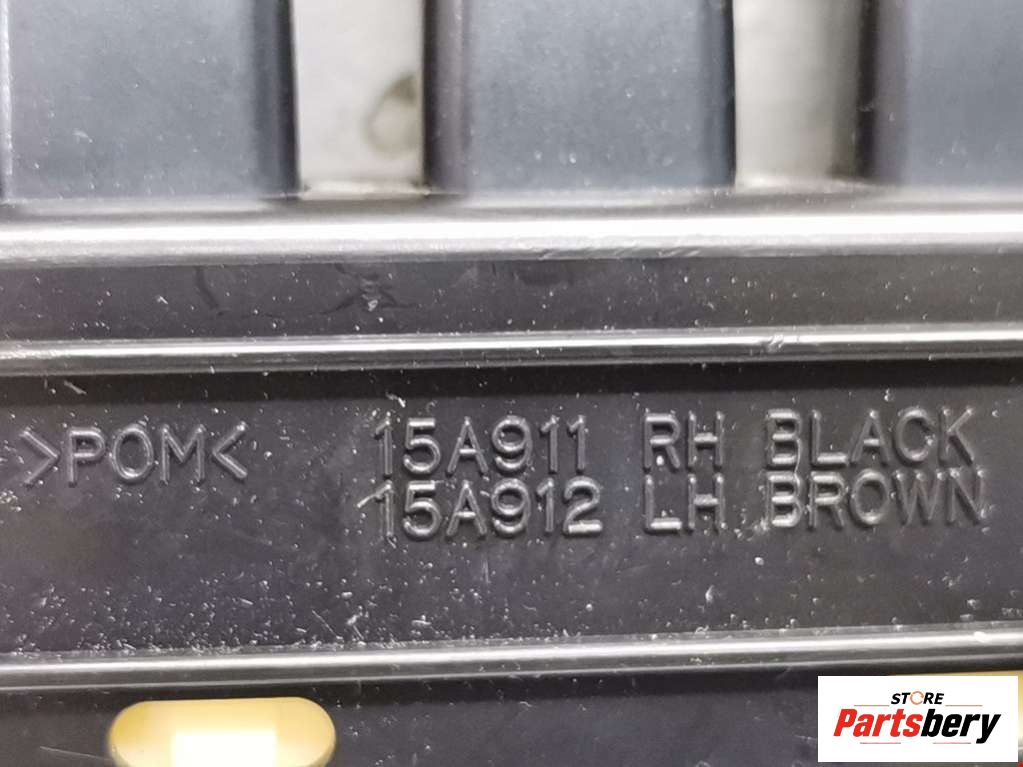 >POM< 15A911 RH BLACK
15A912 LH BROWN
STORE
Partsbery